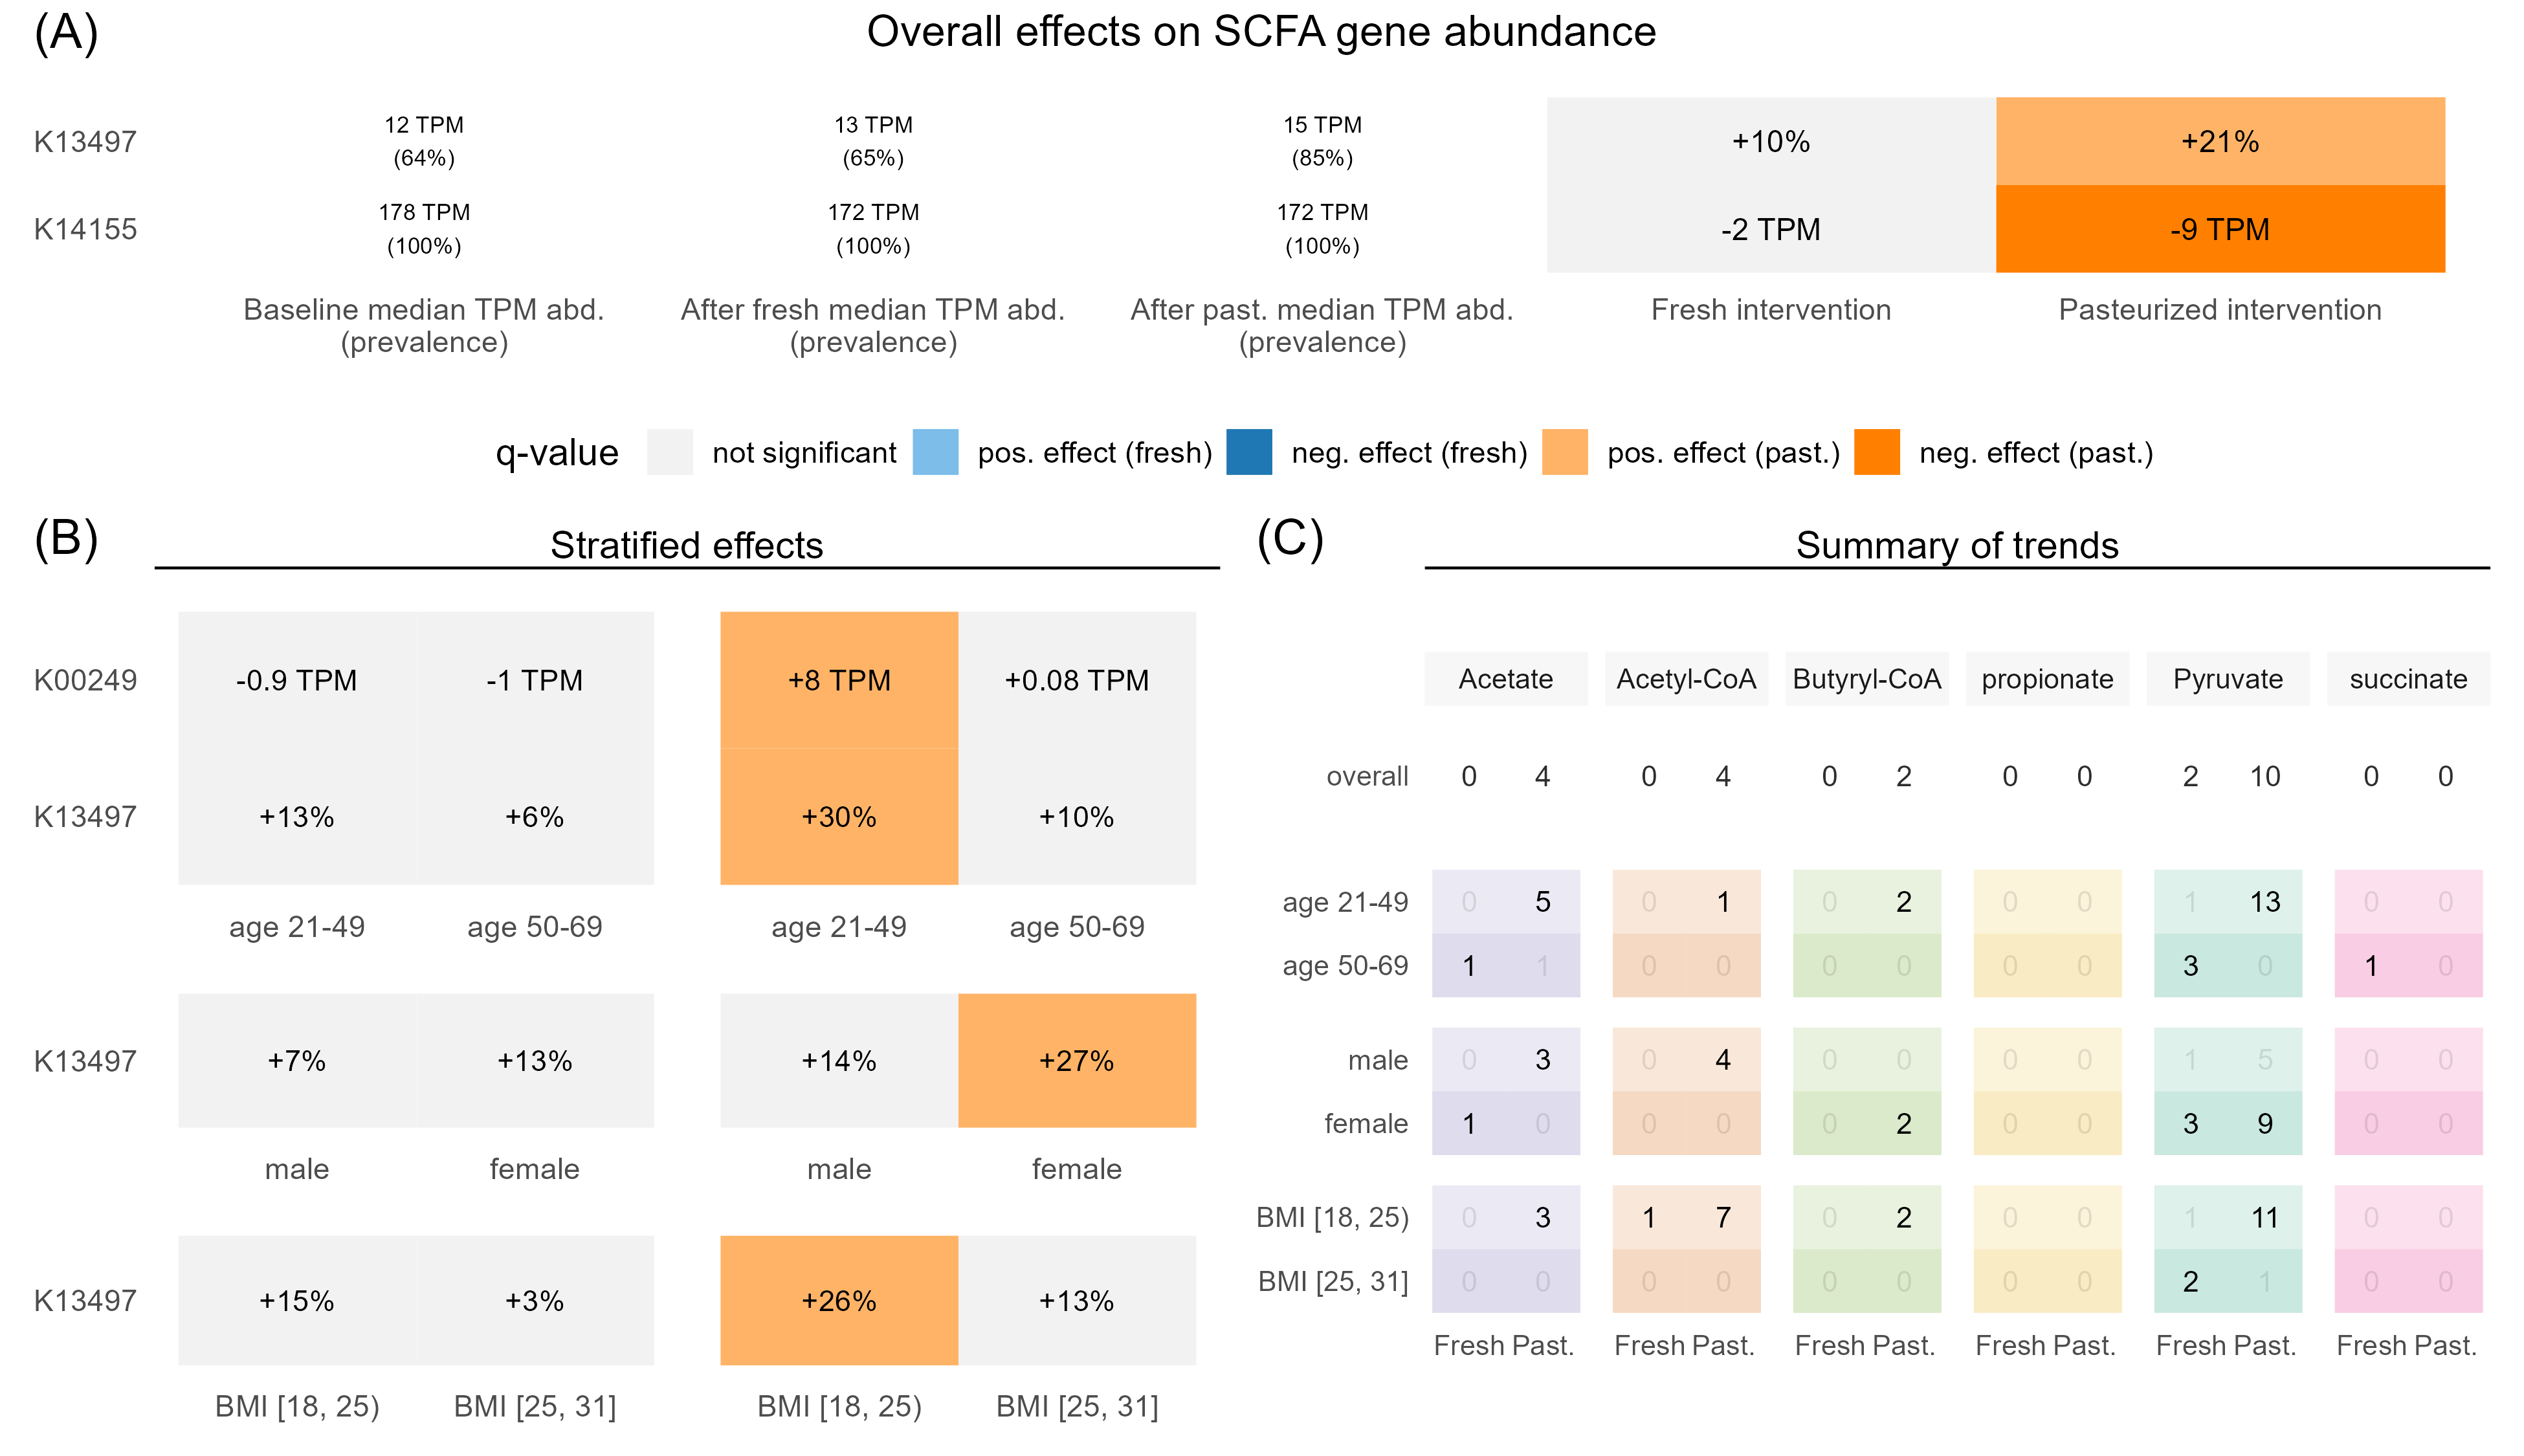 (A)
Overall effects on SCFA gene abundance
K13497
12 TPM
(64%)
13 TPM
(65%)
15 TPM
(85%)
+10%
+21%
K14155
178 TPM
(100%)
172 TPM
(100%)
172 TPM
(100%)
-2 TPM
-9 TPM
Baseline median TPM abd.
(prevalence)
After fresh median TPM abd.
(prevalence)
After past. median TPM abd.
(prevalence)
Fresh intervention
Pasteurized intervention
q-value not significant pos. effect (fresh) neg. effect (fresh) pos. effect (past.) neg. effect (past.)
(B)
Stratified effects
K00249 -0.9 TPM -1 TPM +8 TPM +0.08 TPM
K13497 +13% +6% +30% +10%
age 21-49 age 50-69 age 21-49 age 50-69
K13497 +7% +13% +14% +27%
male female male female
K13497 +15% +3% +26% +13%
BMI [18, 25) BMI [25, 31] BMI [18, 25) BMI [25, 31]
(C)
Summary of trends
Acetate Acetyl-CoA Butyryl-CoA propionate Pyruvate succinate
overall 0 4 0 4 0 2 0 0 2 10 0 0
age 21-49 0 5 0 1 0 2 0 0 1 13 0 0
age 50-69 1 1 0 0 0 0 0 0 3 0 1 0
male 0 3 0 4 0 0 0 0 1 5 0 0
female 1 0 0 0 0 2 0 0 3 9 0 0
BMI [18, 25) 0 3 1 7 0 2 0 0 1 11 0 0
BMI [25, 31] 0 0 0 0 0 0 0 0 2 1 0 0
Fresh Past. Fresh Past. Fresh Past. Fresh Past. Fresh Past. Fresh Past.